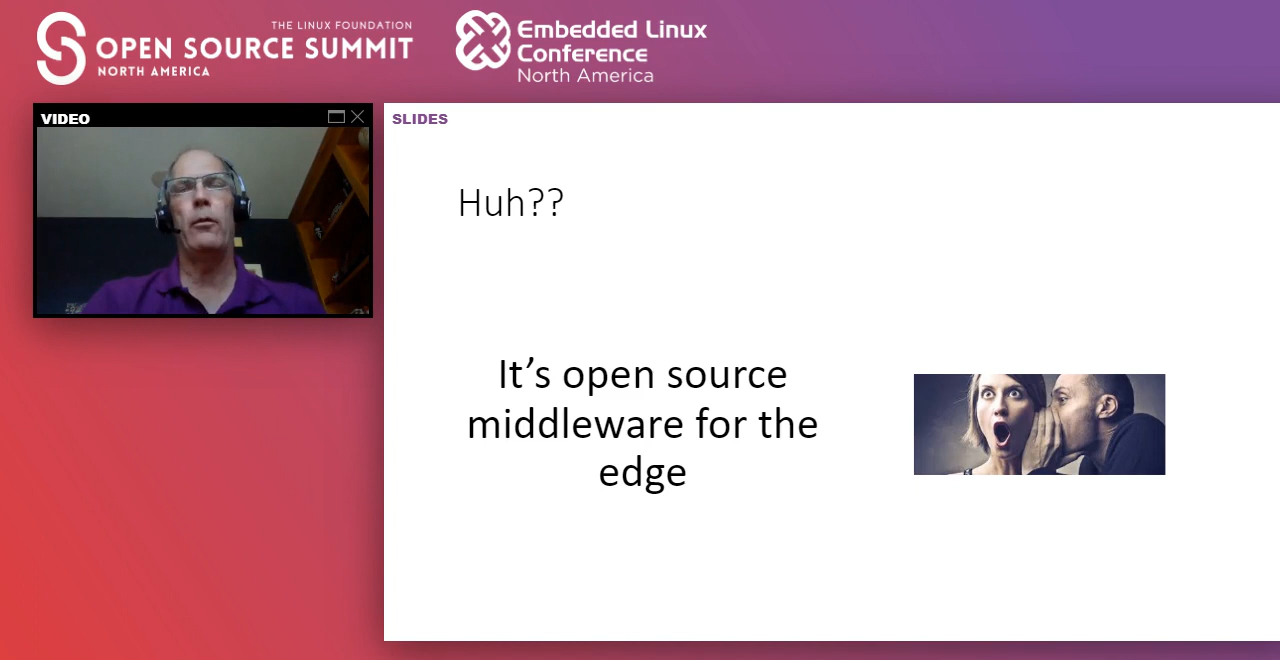 THE LINUX FOUNDATION
OPEN SOURCE SUMMIT
NORTH AMERICA
Embedded Linux
Conference
North America
VIDEO
SLIDES
Huh??
It’s open source
middleware for the
edge